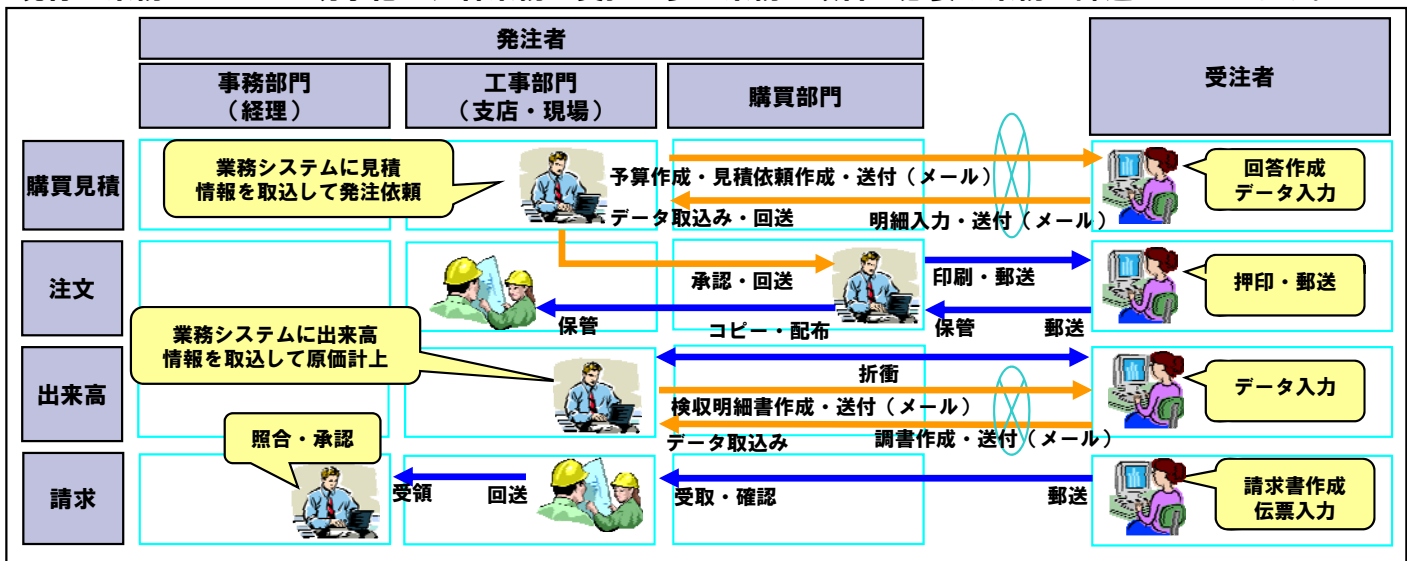 発注者
受注者
事務部門
（経理）
工事部門
（支店・現場）
購買部門
購買見積
業務システムに見積
情報を取込して発注依頼
予算作成・見積依頼作成・送付（メール）
データ取込み・回送
明細入力・送付（メール）
回答作成
データ入力
注文
承認・回送
印刷・郵送
押印・郵送
保管
コピー・配布
保管
郵送
業務システムに出来高
情報を取込して原価計上
出来高
折衝
検収明細書作成・送付（メール）
データ取込み
調書作成・送付（メール）
データ入力
照合・承認
請求
受領
回送
受取・確認
郵送
請求書作成
伝票入力